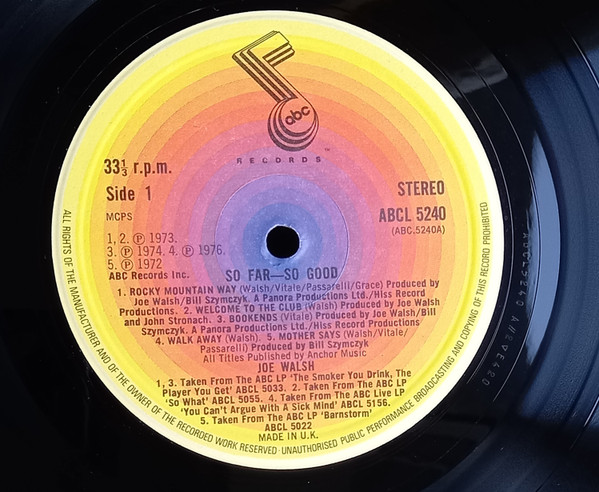 abc
RECORDS
TM
33⅓ r.p.m.
Side 1
MCPS
STEREO
ABCL 5240
(ABC.5240A)
1, 2. ℗ 1973.
3. ℗ 1974. 4. ℗ 1976.
5. ℗ 1972
ABC Records Inc.
SO FAR—SO GOOD
1. ROCKY MOUNTAIN WAY (Walsh/Vitale/Passarelli/Grace) Produced by
Joe Walsh/Bill Szymczyk. A Panora Productions Ltd./Hiss Record
Productions. 2. WELCOME TO THE CLUB (Walsh) Produced by Joe Walsh
and John Stronach. 3. BOOKENDS (Vitale) Produced by Joe Walsh/Bill
Szymczyk. A Panora Productions Ltd./Hiss Record Productions
4. WALK AWAY (Walsh) 5. MOTHER SAYS (Walsh/Vitale/
Passarelli) Produced by Bill Szymczyk
All Titles Published by Anchor Music
JOE WALSH
1, 3. Taken From The ABC LP 'The Smoker You Drink, The
Player You Get' ABCL 5033. 2. Taken From The ABC LP
'So What' ABCL 5055. 4. Taken From The ABC Live LP
'You Can't Argue With A Sick Mind' ABCL 5156.
5. Taken From The ABC LP 'Barnstorm'
ABCL 5022
MADE IN U.K.
ALL RIGHTS OF THE MANUFACTURER AND OF THE OWNER OF THE RECORDED WORK RESERVED · UNAUTHORISED PUBLIC PERFORMANCE BROADCASTING AND COPYING OF THIS RECORD PROHIBITED